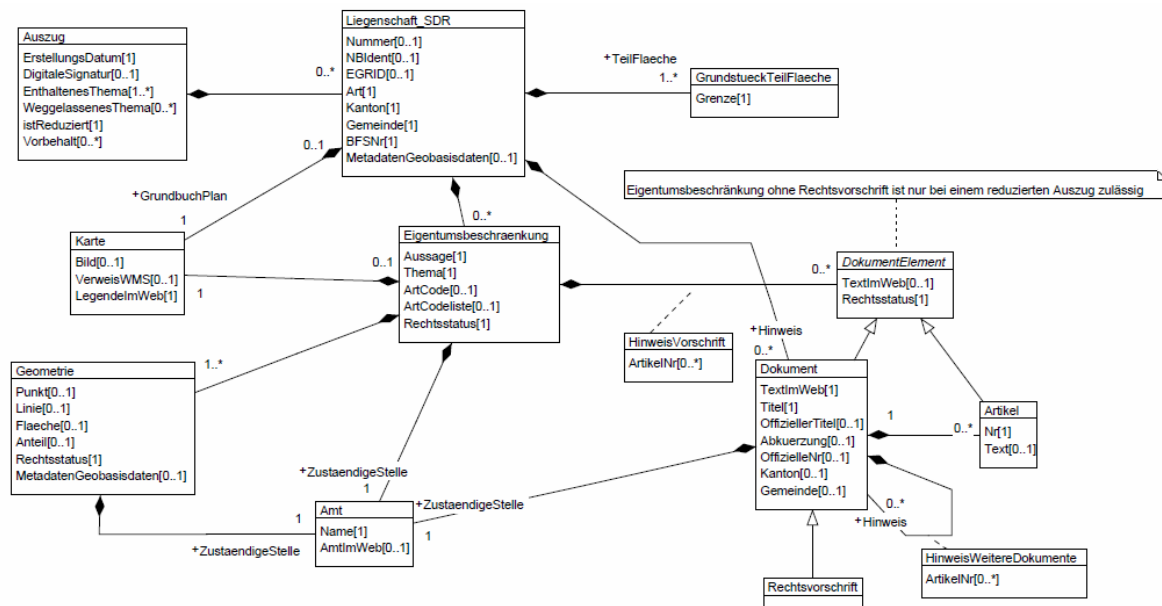 Auszug
ErstellungsDatum[1]
DigitaleSignatur[0..1]
EnthaltenesThema[1..*]
WeggelassenesThema[0..*]
istReduziert[1]
Vorbehalt[0..*]
0..*
Liegenschaft_SDR
Nummer[0..1]
NBIdent[0..1]
EGRID[0..1]
Art[1]
Kanton[1]
Gemeinde[1]
BFSNr[1]
MetadatenGeobasisdaten[0..1]
+TeilFlaeche
1..*
GrundstueckTeilFlaeche
Grenze[1]
0..1
+GrundbuchPlan
1
0..*
Eigentumsbeschränkung ohne Rechtsvorschrift ist nur bei einem reduzierten Auszug zulässig
Karte
Bild[0..1]
VerweisWMS[0..1]
LegendeImWeb[1]
0..1
1
Eigentumsbeschraenkung
Aussage[1]
Thema[1]
ArtCode[0..1]
ArtCodeliste[0..1]
Rechtsstatus[1]
0..*
DokumentElement
TextImWeb[0..1]
Rechtsstatus[1]
HinweisVorschrift
ArtikelNr[0..*]
+Hinweis
0..*
1..*
Geometrie
Punkt[0..1]
Linie[0..1]
Flaeche[0..1]
Anteil[0..1]
Rechtsstatus[1]
MetadatenGeobasisdaten[0..1]
Dokument
TextImWeb[1]
Titel[1]
OffiziellerTitel[0..1]
Abkuerzung[0..1]
OffizielleNr[0..1]
Kanton[0..1]
Gemeinde[0..1]
1
0..*
Artikel
Nr[1]
Text[0..1]
+ZustaendigeStelle
1
+ZustaendigeStelle
1
1
+ZustaendigeStelle
Amt
Name[1]
AmtImWeb[0..1]
0..*
+Hinweis
HinweisWeitereDokumente
ArtikelNr[0..*]
Rechtsvorschrift